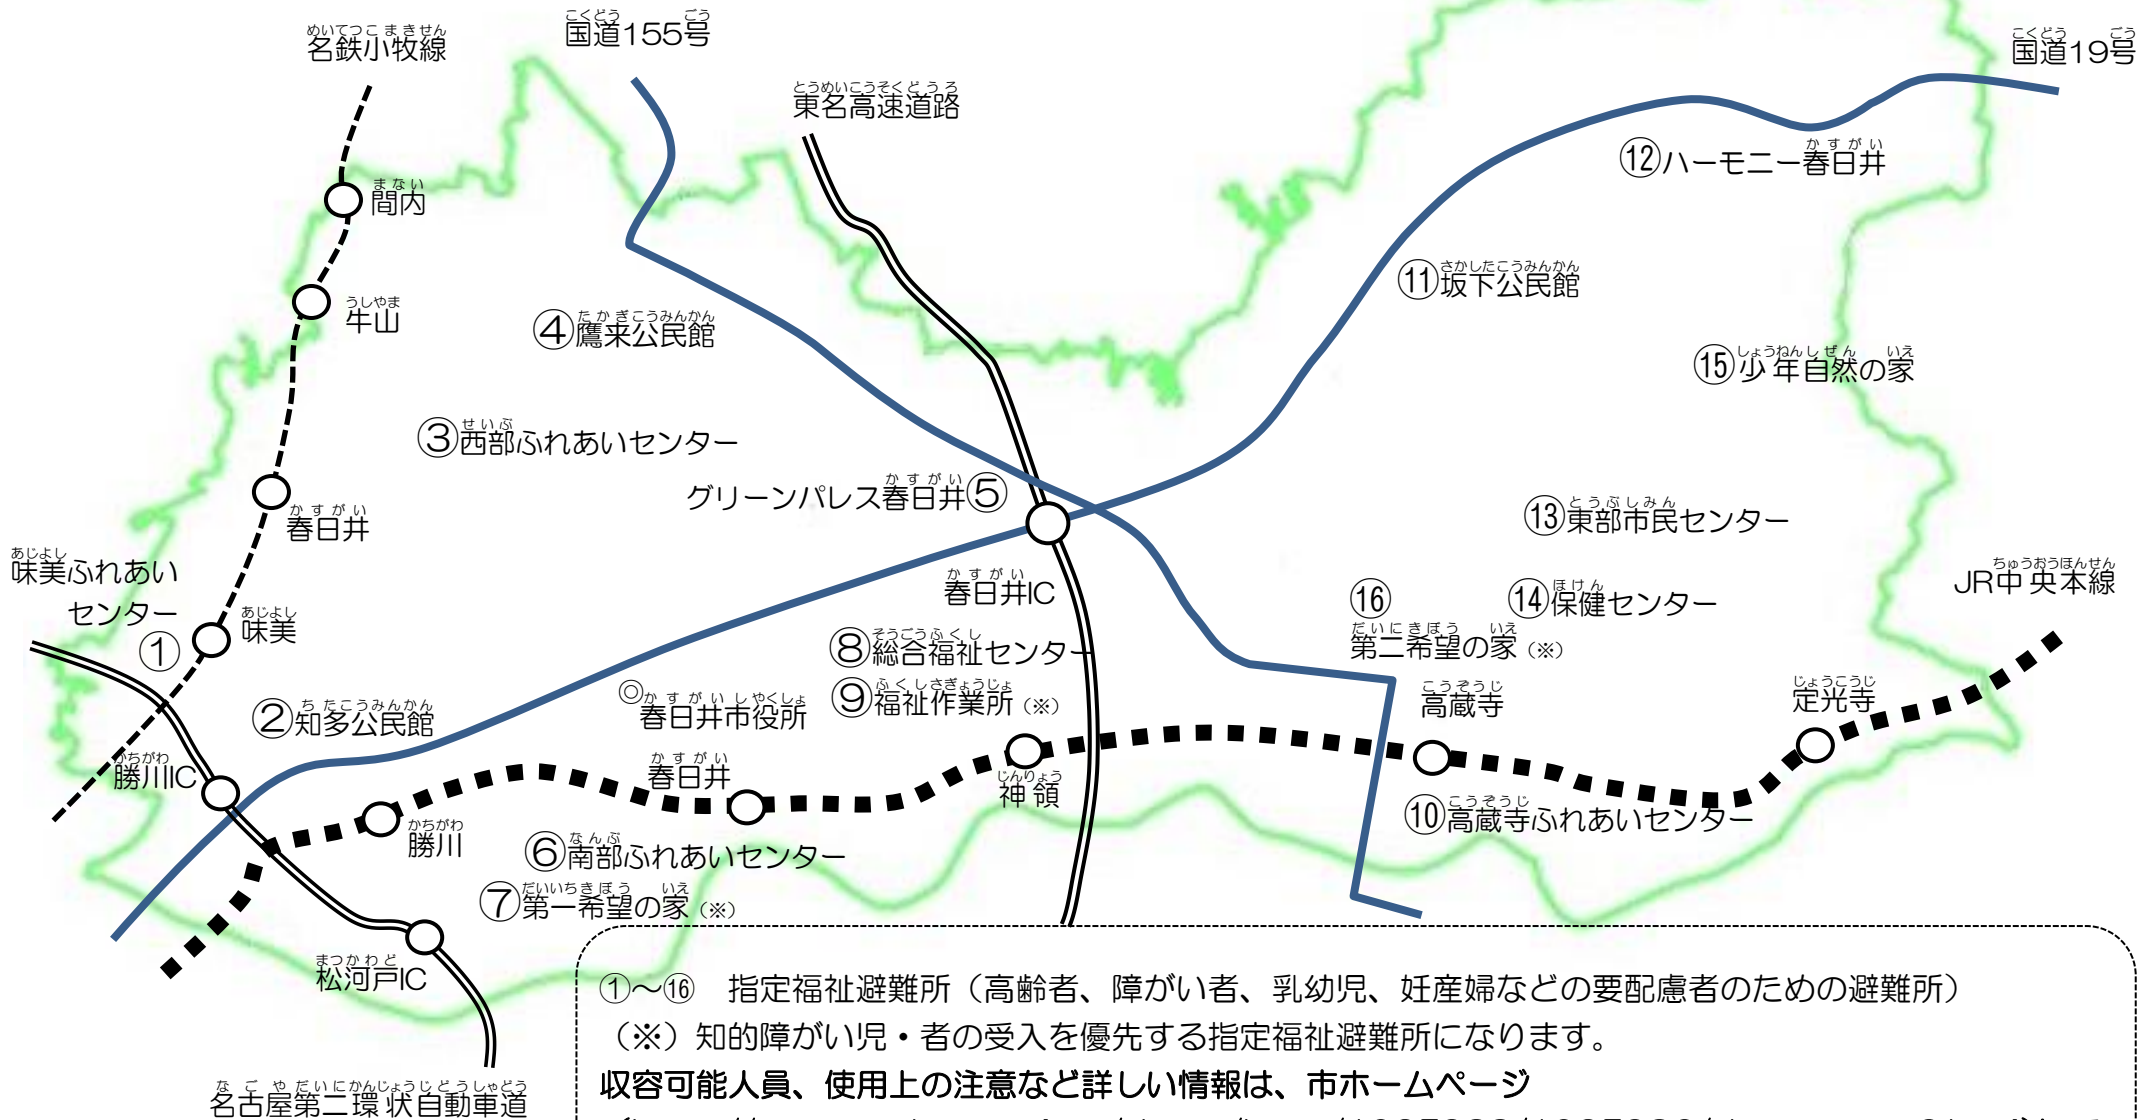 国道155号
名鉄小牧線
国道19号
東名高速道路
⑫ハーモニー春日井
間内
⑪坂下公民館
牛山
④鷹来公民館
⑮少年自然の家
③西部ふれあいセンター
グリーンパレス春日井⑤
春日井
⑬東部市民センター
味美ふれあい
センター
①
味美
春日井IC
⑯
第二希望の家（※）
⑭保健センター
JR中央本線
⑧総合福祉センター
⑨福祉作業所（※）
◎春日井市役所
②知多公民館
高蔵寺
定光寺
勝川IC
春日井
神領
勝川
⑩高蔵寺ふれあいセンター
⑥南部ふれあいセンター
⑦第一希望の家（※）
松河戸IC
名古屋第二環状自動車道
①～⑯　指定福祉避難所（高齢者、障がい者、乳幼児、妊産婦などの要配慮者のための避難所）
（※）知的障がい児・者の受入を優先する指定福祉避難所になります。
収容可能人員、使用上の注意など詳しい情報は、市ホームページ